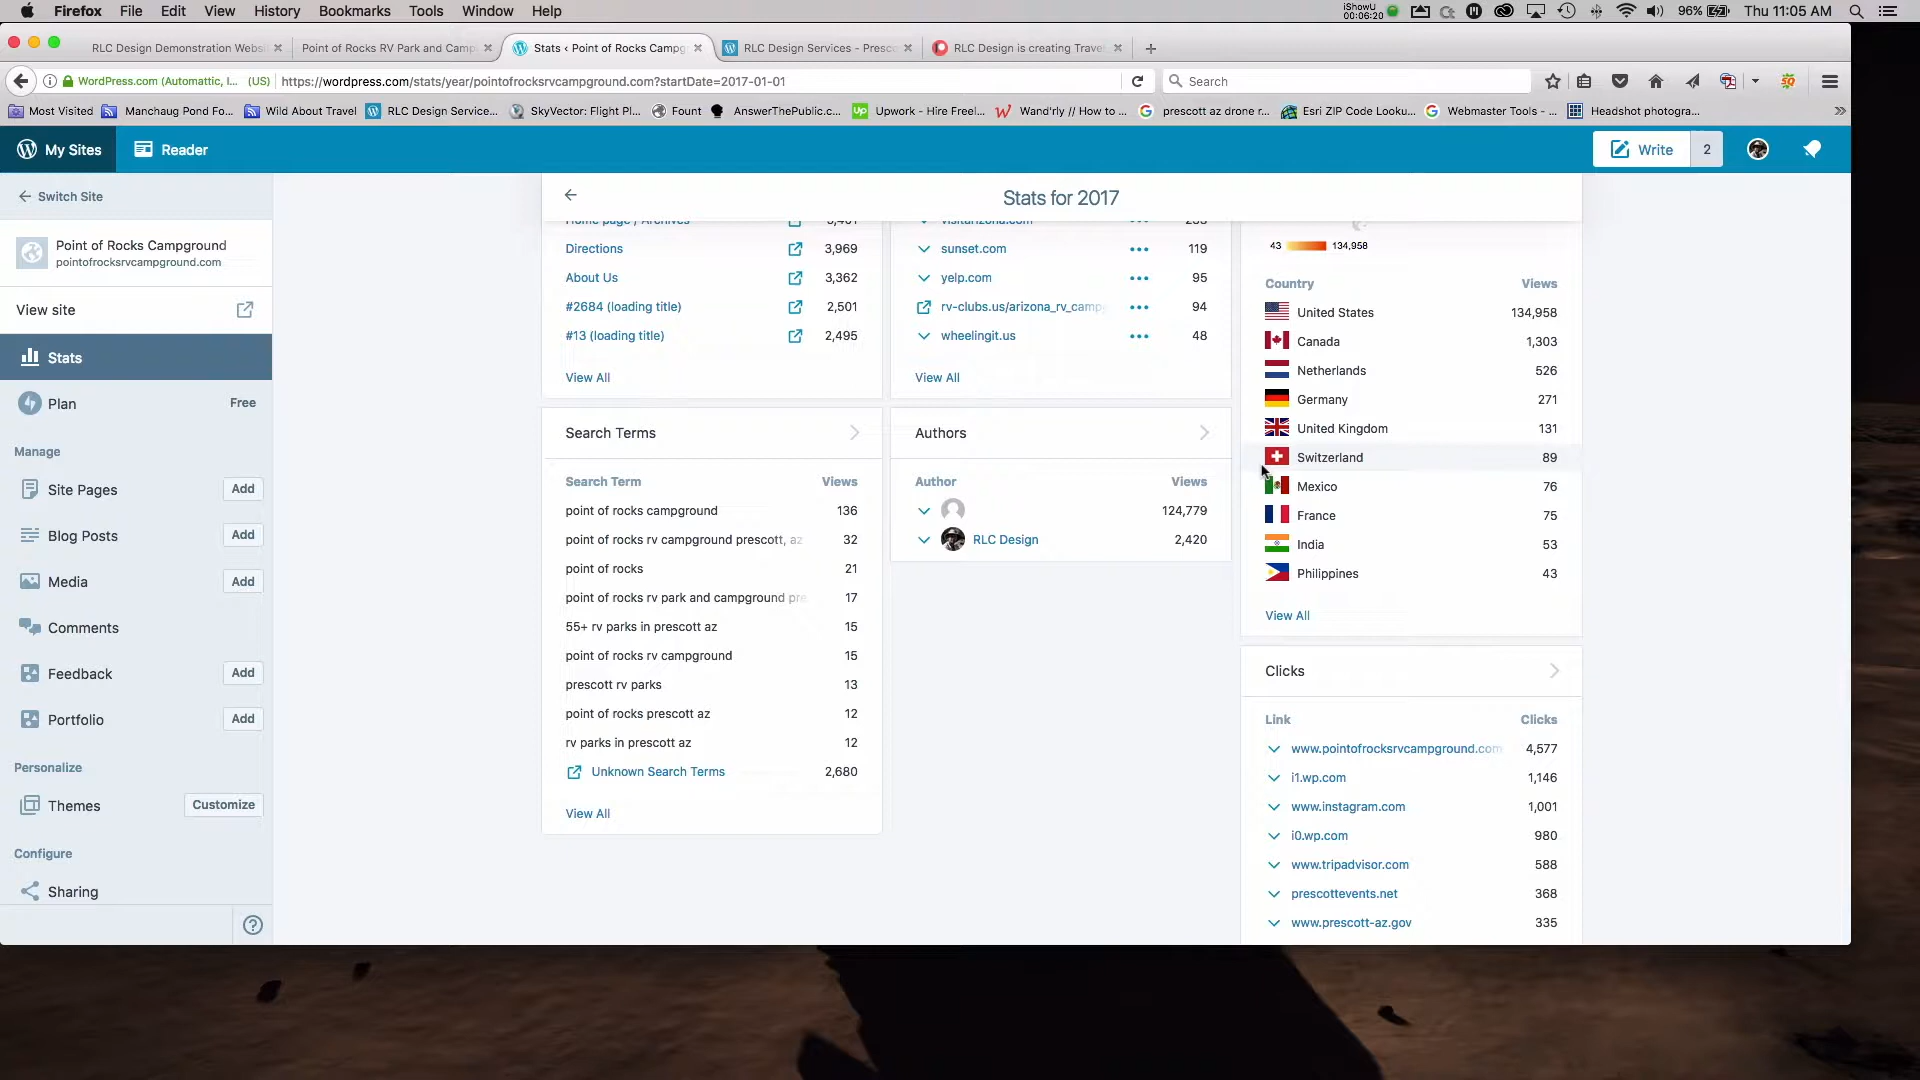 Firefox File Edit View History Bookmarks Tools Window Help iShowU 00:06:20 96% Thu 11:05 AM
RLC Design Demonstration Websi Point of Rocks RV Park and Camp Stats ‹ Point of Rocks Campg RLC Design Services - Presc RLC Design is creating Trave
WordPress.com (Automattic, I... (US) https://wordpress.com/stats/year/pointofrocksrvcampground.com?startDate=2017-01-01 Search
Most Visited Manchaug Pond Fo... Wild About Travel RLC Design Service... SkyVector: Flight Pl... Fount AnswerThePublic.c... Up Upwork - Hire Freel... Wand'rly // How to ... prescott az drone r... Esri ZIP Code Looku... Webmaster Tools - ... Headshot photogra...
My Sites Reader Write 2
Switch Site
Point of Rocks Campground
pointofrocksrvcampground.com
View site
Stats
Plan Free
Manage
Site Pages Add
Blog Posts Add
Media Add
Comments
Feedback Add
Portfolio Add
Personalize
Themes Customize
Configure
Sharing
Stats for 2017
Home page / Archives
Directions 3,969
About Us 3,362
#2684 (loading title) 2,501
#13 (loading title) 2,495
View All
visitarizona.com
sunset.com 119
yelp.com 95
rv-clubs.us/arizona_rv_camp 94
wheelingit.us 48
View All
43 134,958
Country Views
United States 134,958
Canada 1,303
Netherlands 526
Germany 271
United Kingdom 131
Switzerland 89
Mexico 76
France 75
India 53
Philippines 43
View All
Search Terms
Search Term Views
point of rocks campground 136
point of rocks rv campground prescott, az 32
point of rocks 21
point of rocks rv park and campground pre 17
55+ rv parks in prescott az 15
point of rocks rv campground 15
prescott rv parks 13
point of rocks prescott az 12
rv parks in prescott az 12
Unknown Search Terms 2,680
View All
Authors
Author Views
124,779
RLC Design 2,420
Clicks
Link Clicks
www.pointofrocksrvcampground.com 4,577
i1.wp.com 1,146
www.instagram.com 1,001
i0.wp.com 980
www.tripadvisor.com 588
prescottevents.net 368
www.prescott-az.gov 335